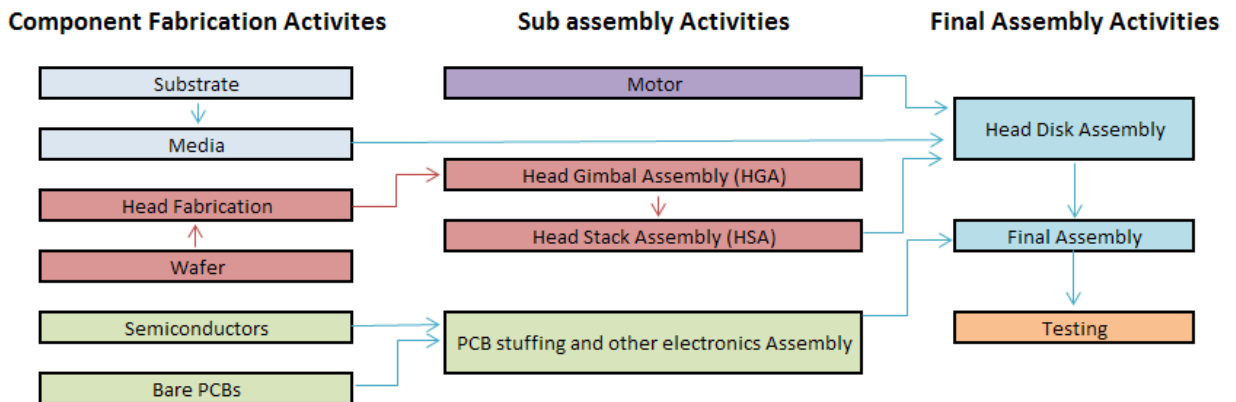 Component Fabrication Activites
Sub assembly Activities
Final Assembly Activities
Substrate
Media
Head Fabrication
Wafer
Semiconductors
Bare PCBs
Motor
Head Gimbal Assembly (HGA)
Head Stack Assembly (HSA)
PCB stuffing and other electronics Assembly
Head Disk Assembly
Final Assembly
Testing